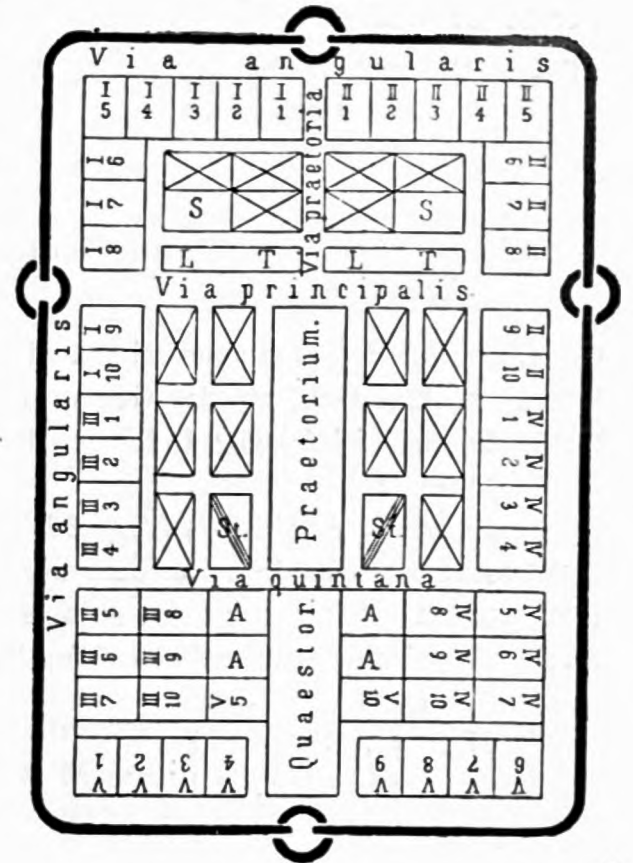 Via angularis
I 5 I 4 I 3 I 2 I 1 II 1 II 2 II 3 II 4 II 5
Via praetoria
I 6 II 6
I 7 S S II 7
I 8 II 8
L T L T
Via principalis
Via angularis
I 9 II 9
I 10 II 10
III 1 IV 1
III 2 IV 2
III 3 IV 3
III 4 IV 4
Praetorium.
St St
Via quintana
III 5 III 8 A A IV 8 IV 5
III 6 III 9 A A IV 9 IV 6
III 7 III 10 V 5 V 10 IV 10 IV 7
Quaestor.
V 1 V 2 V 3 V 4 V 9 V 8 V 7 V 6